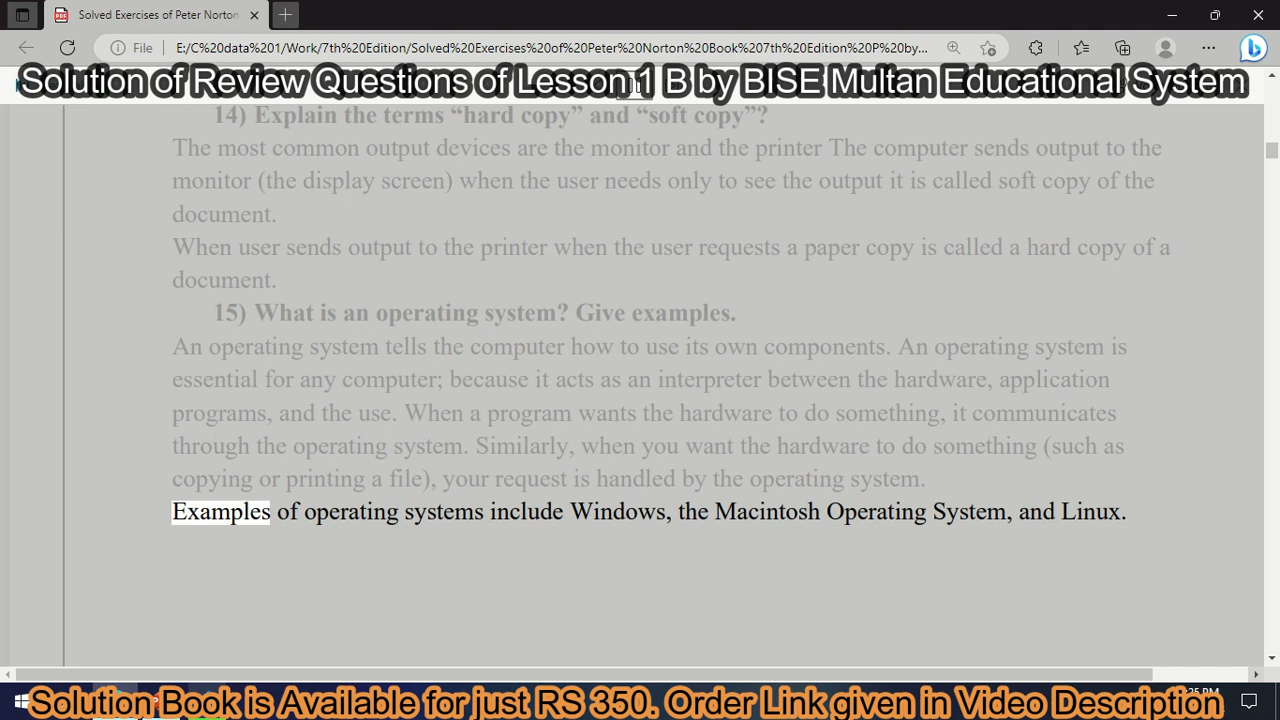 Solved Exercises of Peter Norton
File
E:/C%20data%201/Work/7th%20Edition/Solved%20Exercises%20of%20Peter%20Norton%20Book%207th%20Edition%20P%20by...
Solution of Review Questions of Lesson 1 B by BISE Multan Educational System
14) Explain the terms “hard copy” and “soft copy”?
The most common output devices are the monitor and the printer The computer sends output to the
monitor (the display screen) when the user needs only to see the output it is called soft copy of the
document.
When user sends output to the printer when the user requests a paper copy is called a hard copy of a
document.
15) What is an operating system? Give examples.
An operating system tells the computer how to use its own components. An operating system is
essential for any computer; because it acts as an interpreter between the hardware, application
programs, and the use. When a program wants the hardware to do something, it communicates
through the operating system. Similarly, when you want the hardware to do something (such as
copying or printing a file), your request is handled by the operating system.
Examples of operating systems include Windows, the Macintosh Operating System, and Linux.
Solution Book is Available for just RS 350. Order Link given in Video Description